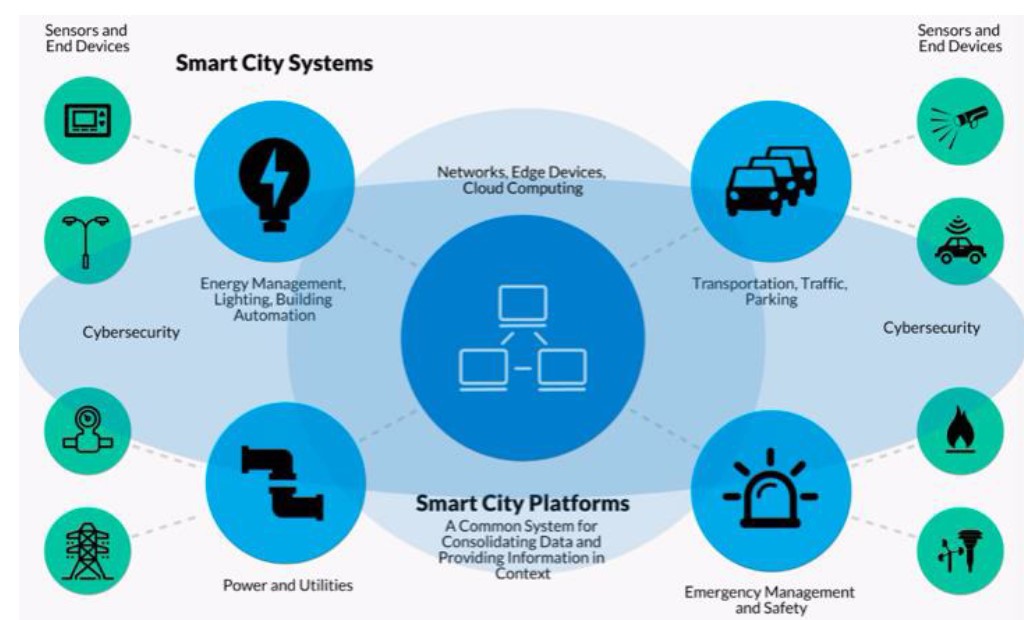 Sensors and
End Devices
Smart City Systems
Sensors and
End Devices
Networks, Edge Devices,
Cloud Computing
Energy Management,
Lighting, Building
Automation
Transportation, Traffic,
Parking
Cybersecurity
Cybersecurity
Smart City Platforms
A Common System for
Consolidating Data and
Providing Information in
Context
Power and Utilities
Emergency Management
and Safety